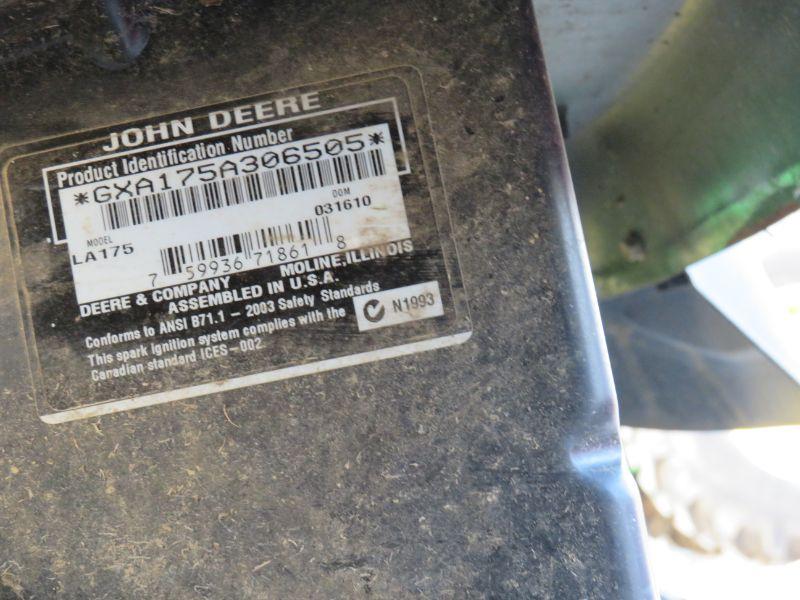 JOHN DEERE
Product Identification Number
*GXA175A306505*
MODEL
DOM
LA175
031610
7 59936 71861 8
DEERE & COMPANY MOLINE, ILLINOIS
ASSEMBLED IN U.S.A.
Conforms to ANSI B71.1 – 2003 Safety Standards
N1993
This spark ignition system complies with the
Canadian standard ICES–002